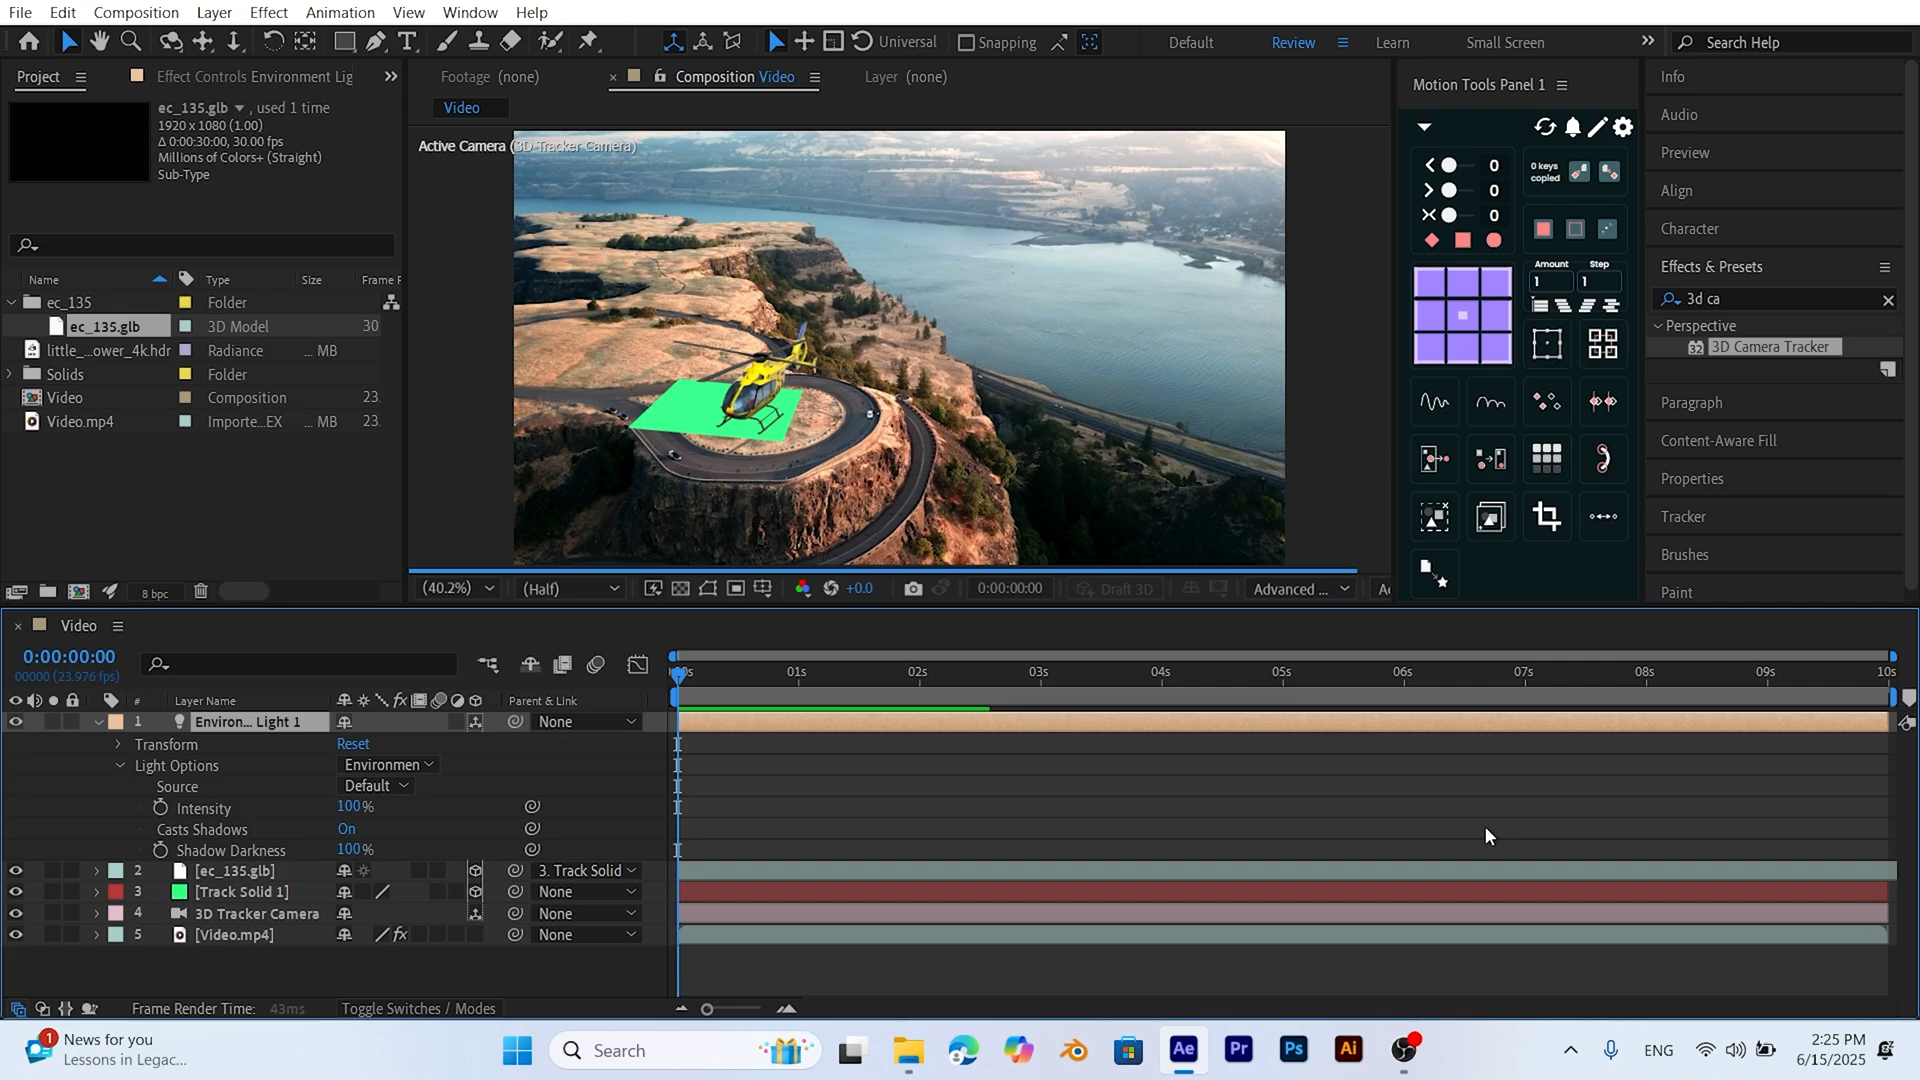 File Edit Composition Layer Effect Animation View Window Help
Universal Snapping Default Review Learn Small Screen Search Help
Project Effect Controls Environment Lig
Footage (none) Composition Video Layer (none)
Video
ec_135.glb , used 1 time
1920 x 1080 (1.00)
Δ 0:00:30:00, 30.00 fps
Millions of Colors+ (Straight)
Sub-Type
Name Type Size Frame F
ec_135 Folder
ec_135.glb 3D Model 30
little_...ower_4k.hdr Radiance ... MB
Solids Folder
Video Composition 23.
Video.mp4 Importe...EX ... MB 23.
8 bpc
Active Camera (3D Tracker Camera)
(40.2%) (Half) +0.0 0:00:00:00 Draft 3D Advanced ... Ac
Motion Tools Panel 1
0
0
0
0 keys
copied
Amount Step
1 1
Info
Audio
Preview
Align
Character
Effects & Presets
3d ca
Perspective
32 3D Camera Tracker
Paragraph
Content-Aware Fill
Properties
Tracker
Brushes
Paint
Video
0:00:00:00
00000 (23.976 fps)
01s 02s 03s 04s 05s 06s 07s 08s 09s 10s
# Layer Name fx Parent & Link
1 Environ... Light 1 None
Transform Reset
Light Options Environmen
Source Default
Intensity 100%
Casts Shadows On
Shadow Darkness 100%
2 [ec_135.glb] 3. Track Solid
3 [Track Solid 1] None
4 3D Tracker Camera None
5 [Video.mp4] fx None
Frame Render Time: 43ms Toggle Switches / Modes
1 News for you
Lessons in Legac...
Search
Ae Pr Ps Ai
ENG
2:25 PM
6/15/2025